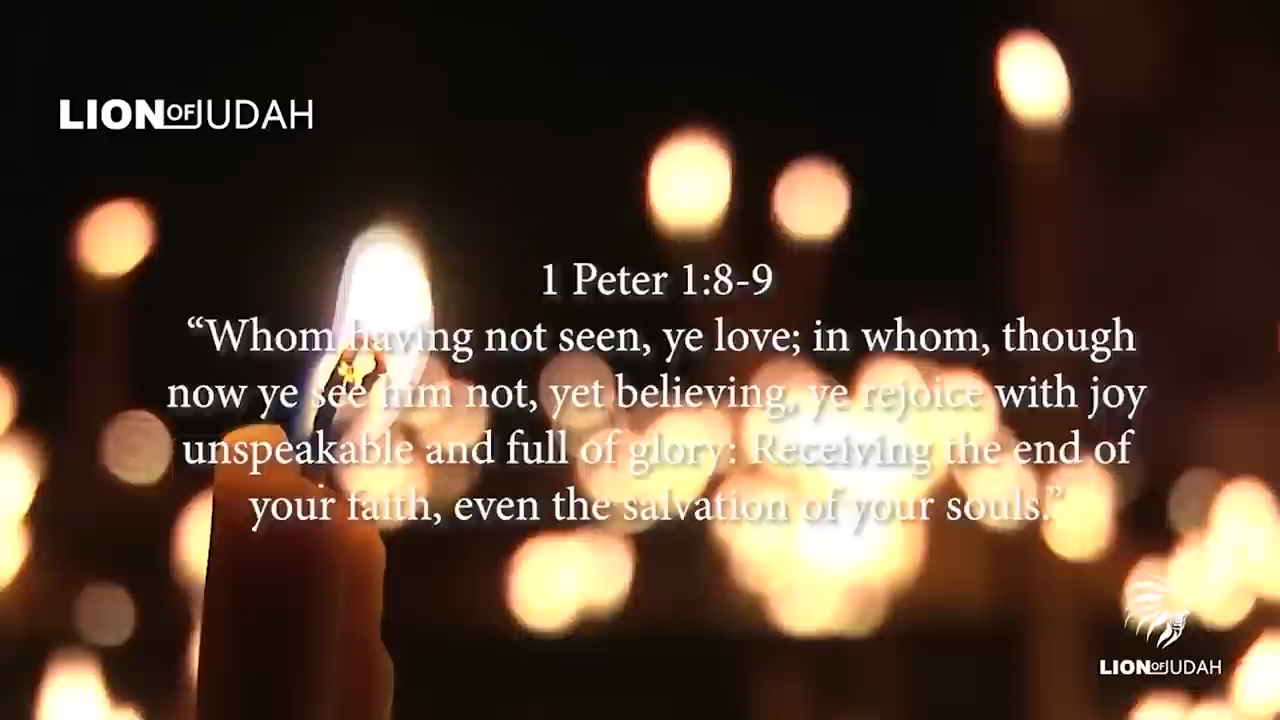 LION OF JUDAH
1 Peter 1:8-9
“Whom having not seen, ye love; in whom, though
now ye see him not, yet believing, ye rejoice with joy
unspeakable and full of glory: Receiving the end of
your faith, even the salvation of your souls.”
LION OF JUDAH